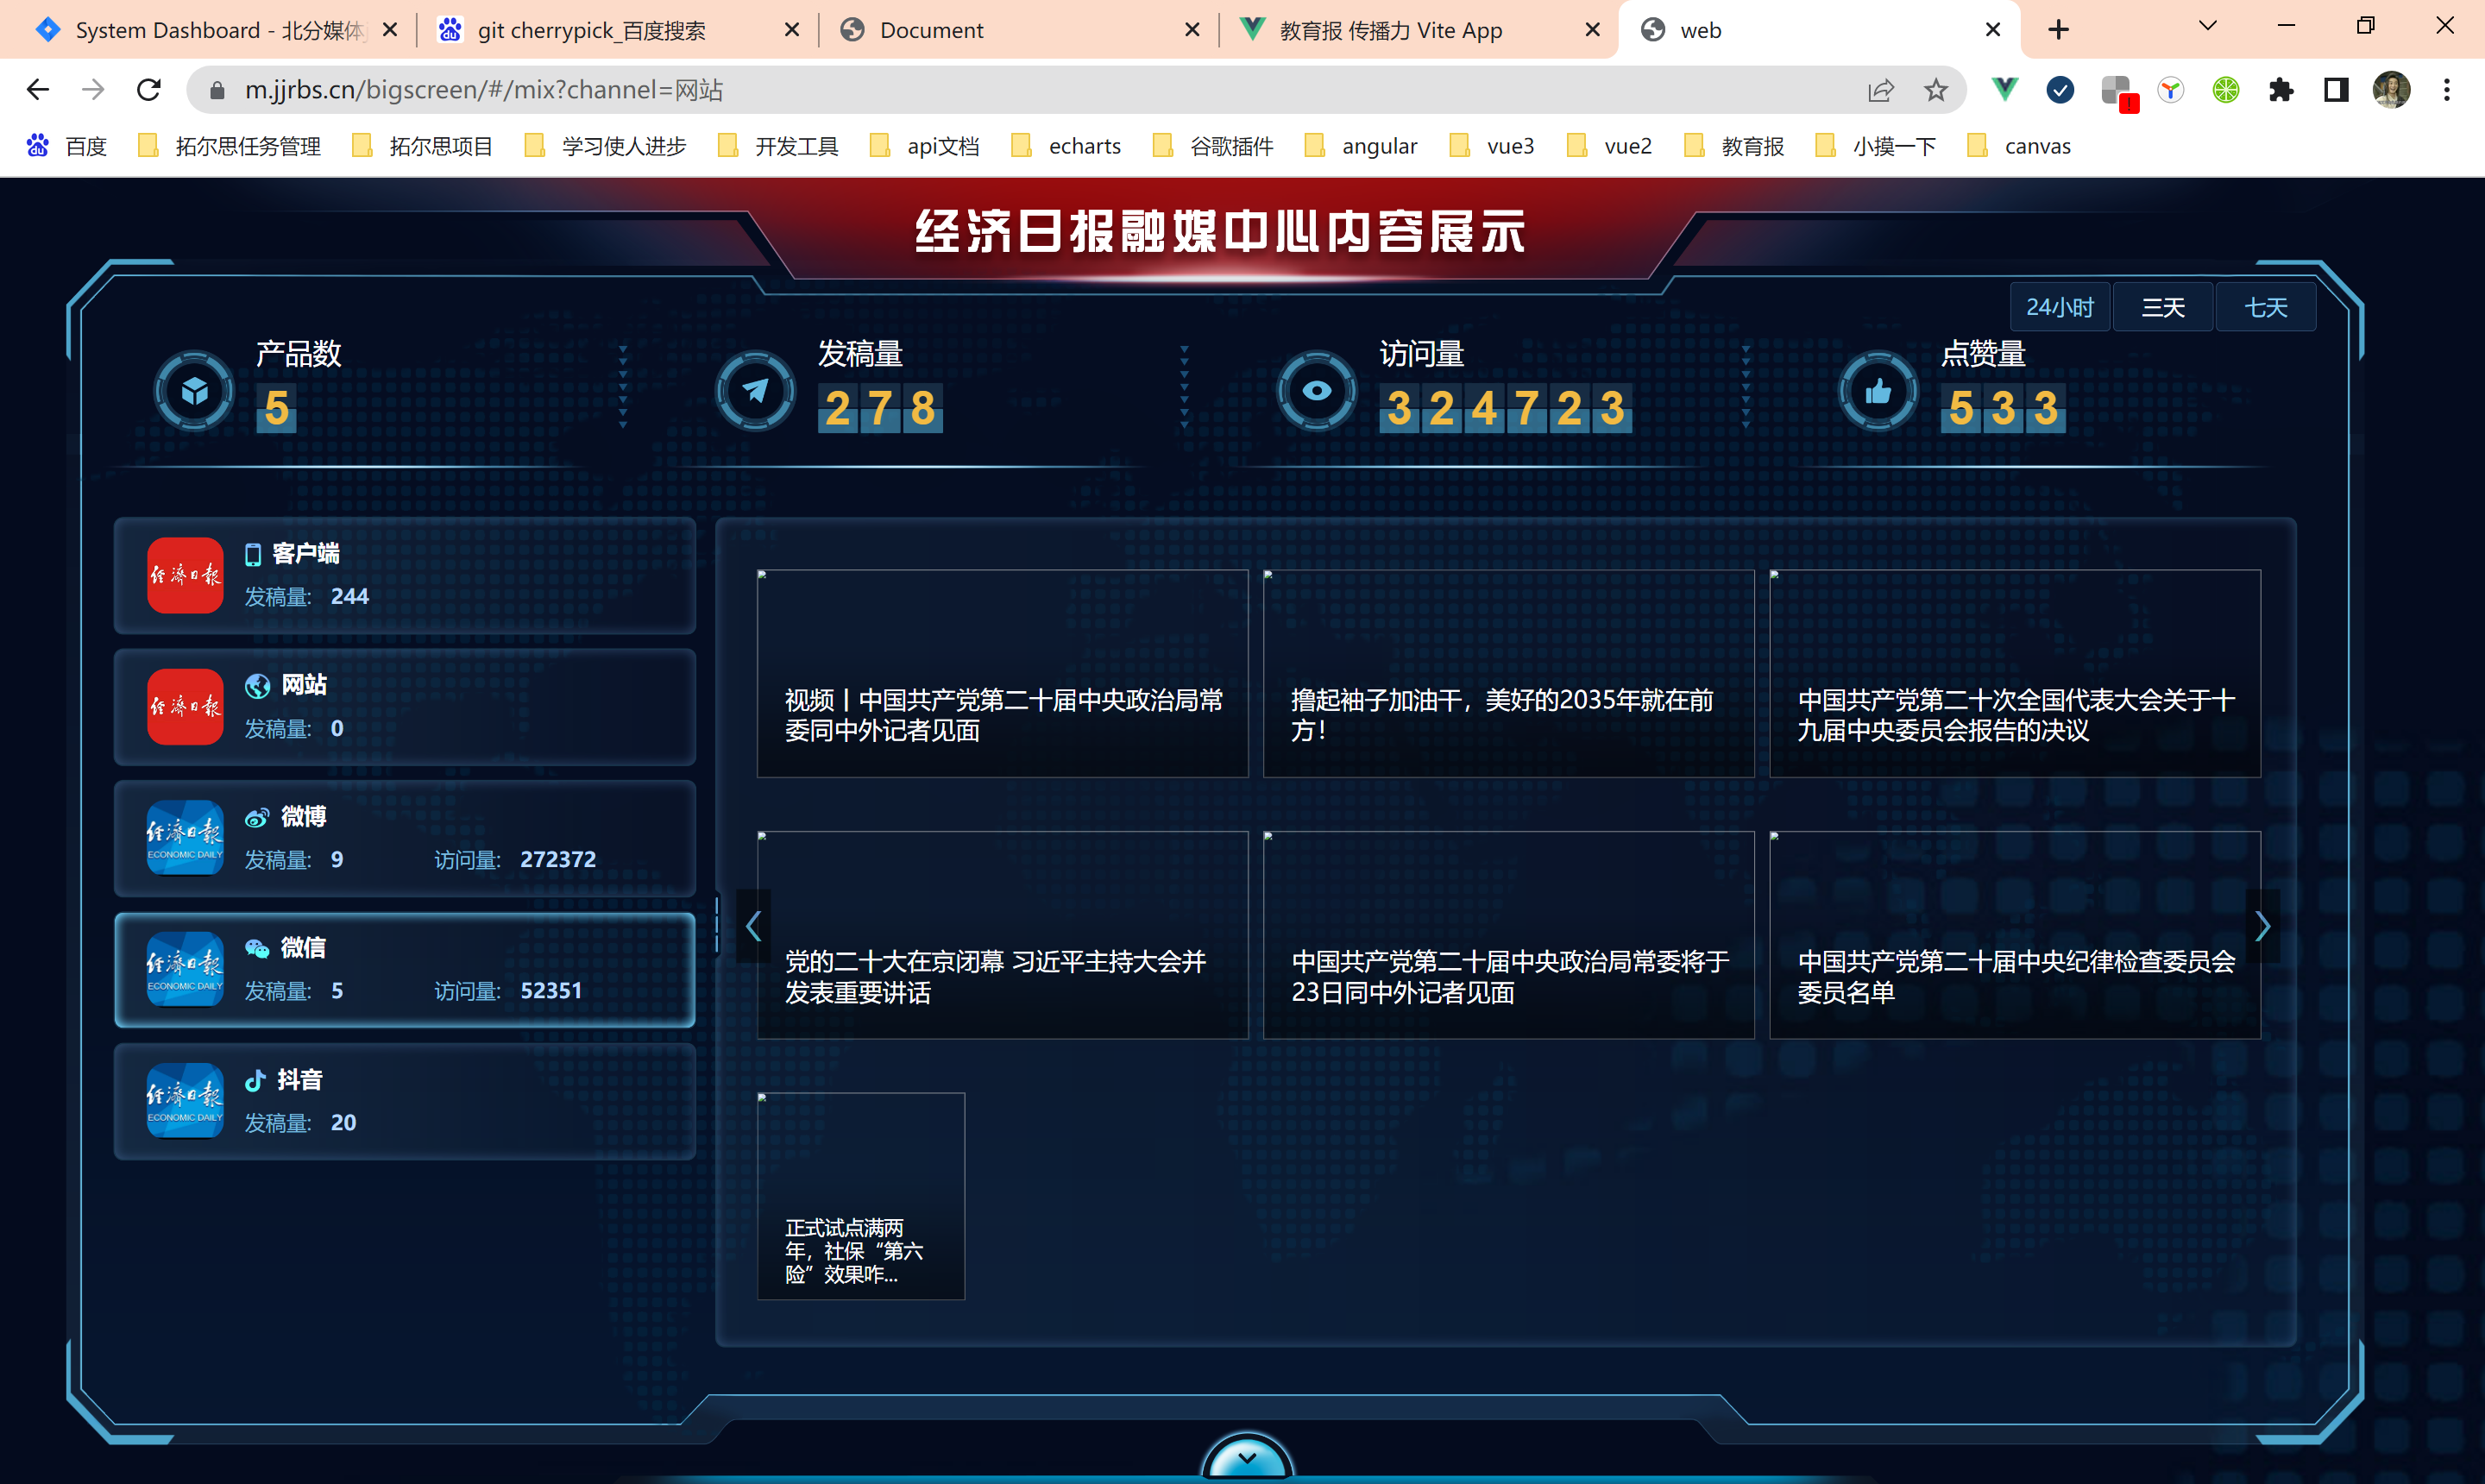 System Dashboard - 北分媒体
git cherrypick_百度搜索
Document
教育报 传播力 Vite App
web
m.jjrbs.cn/bigscreen/#/mix?channel=网站
百度
拓尔思任务管理
拓尔思项目
学习使人进步
开发工具
api文档
echarts
谷歌插件
angular
vue3
vue2
教育报
小摸一下
canvas
经济日报融媒中心内容展示
24小时
三天
七天
产品数
5
发稿量
278
访问量
324723
点赞量
533
经济日报
客户端
发稿量: 244
经济日报
网站
发稿量: 0
经济日报
ECONOMIC DAILY
微博
发稿量: 9 访问量: 272372
经济日报
ECONOMIC DAILY
微信
发稿量: 5 访问量: 52351
经济日报
ECONOMIC DAILY
抖音
发稿量: 20
视频丨中国共产党第二十届中央政治局常
委同中外记者见面
撸起袖子加油干，美好的2035年就在前
方！
中国共产党第二十次全国代表大会关于十
九届中央委员会报告的决议
党的二十大在京闭幕 习近平主持大会并
发表重要讲话
中国共产党第二十届中央政治局常委将于
23日同中外记者见面
中国共产党第二十届中央纪律检查委员会
委员名单
正式试点满两
年，社保“第六
险”效果咋...